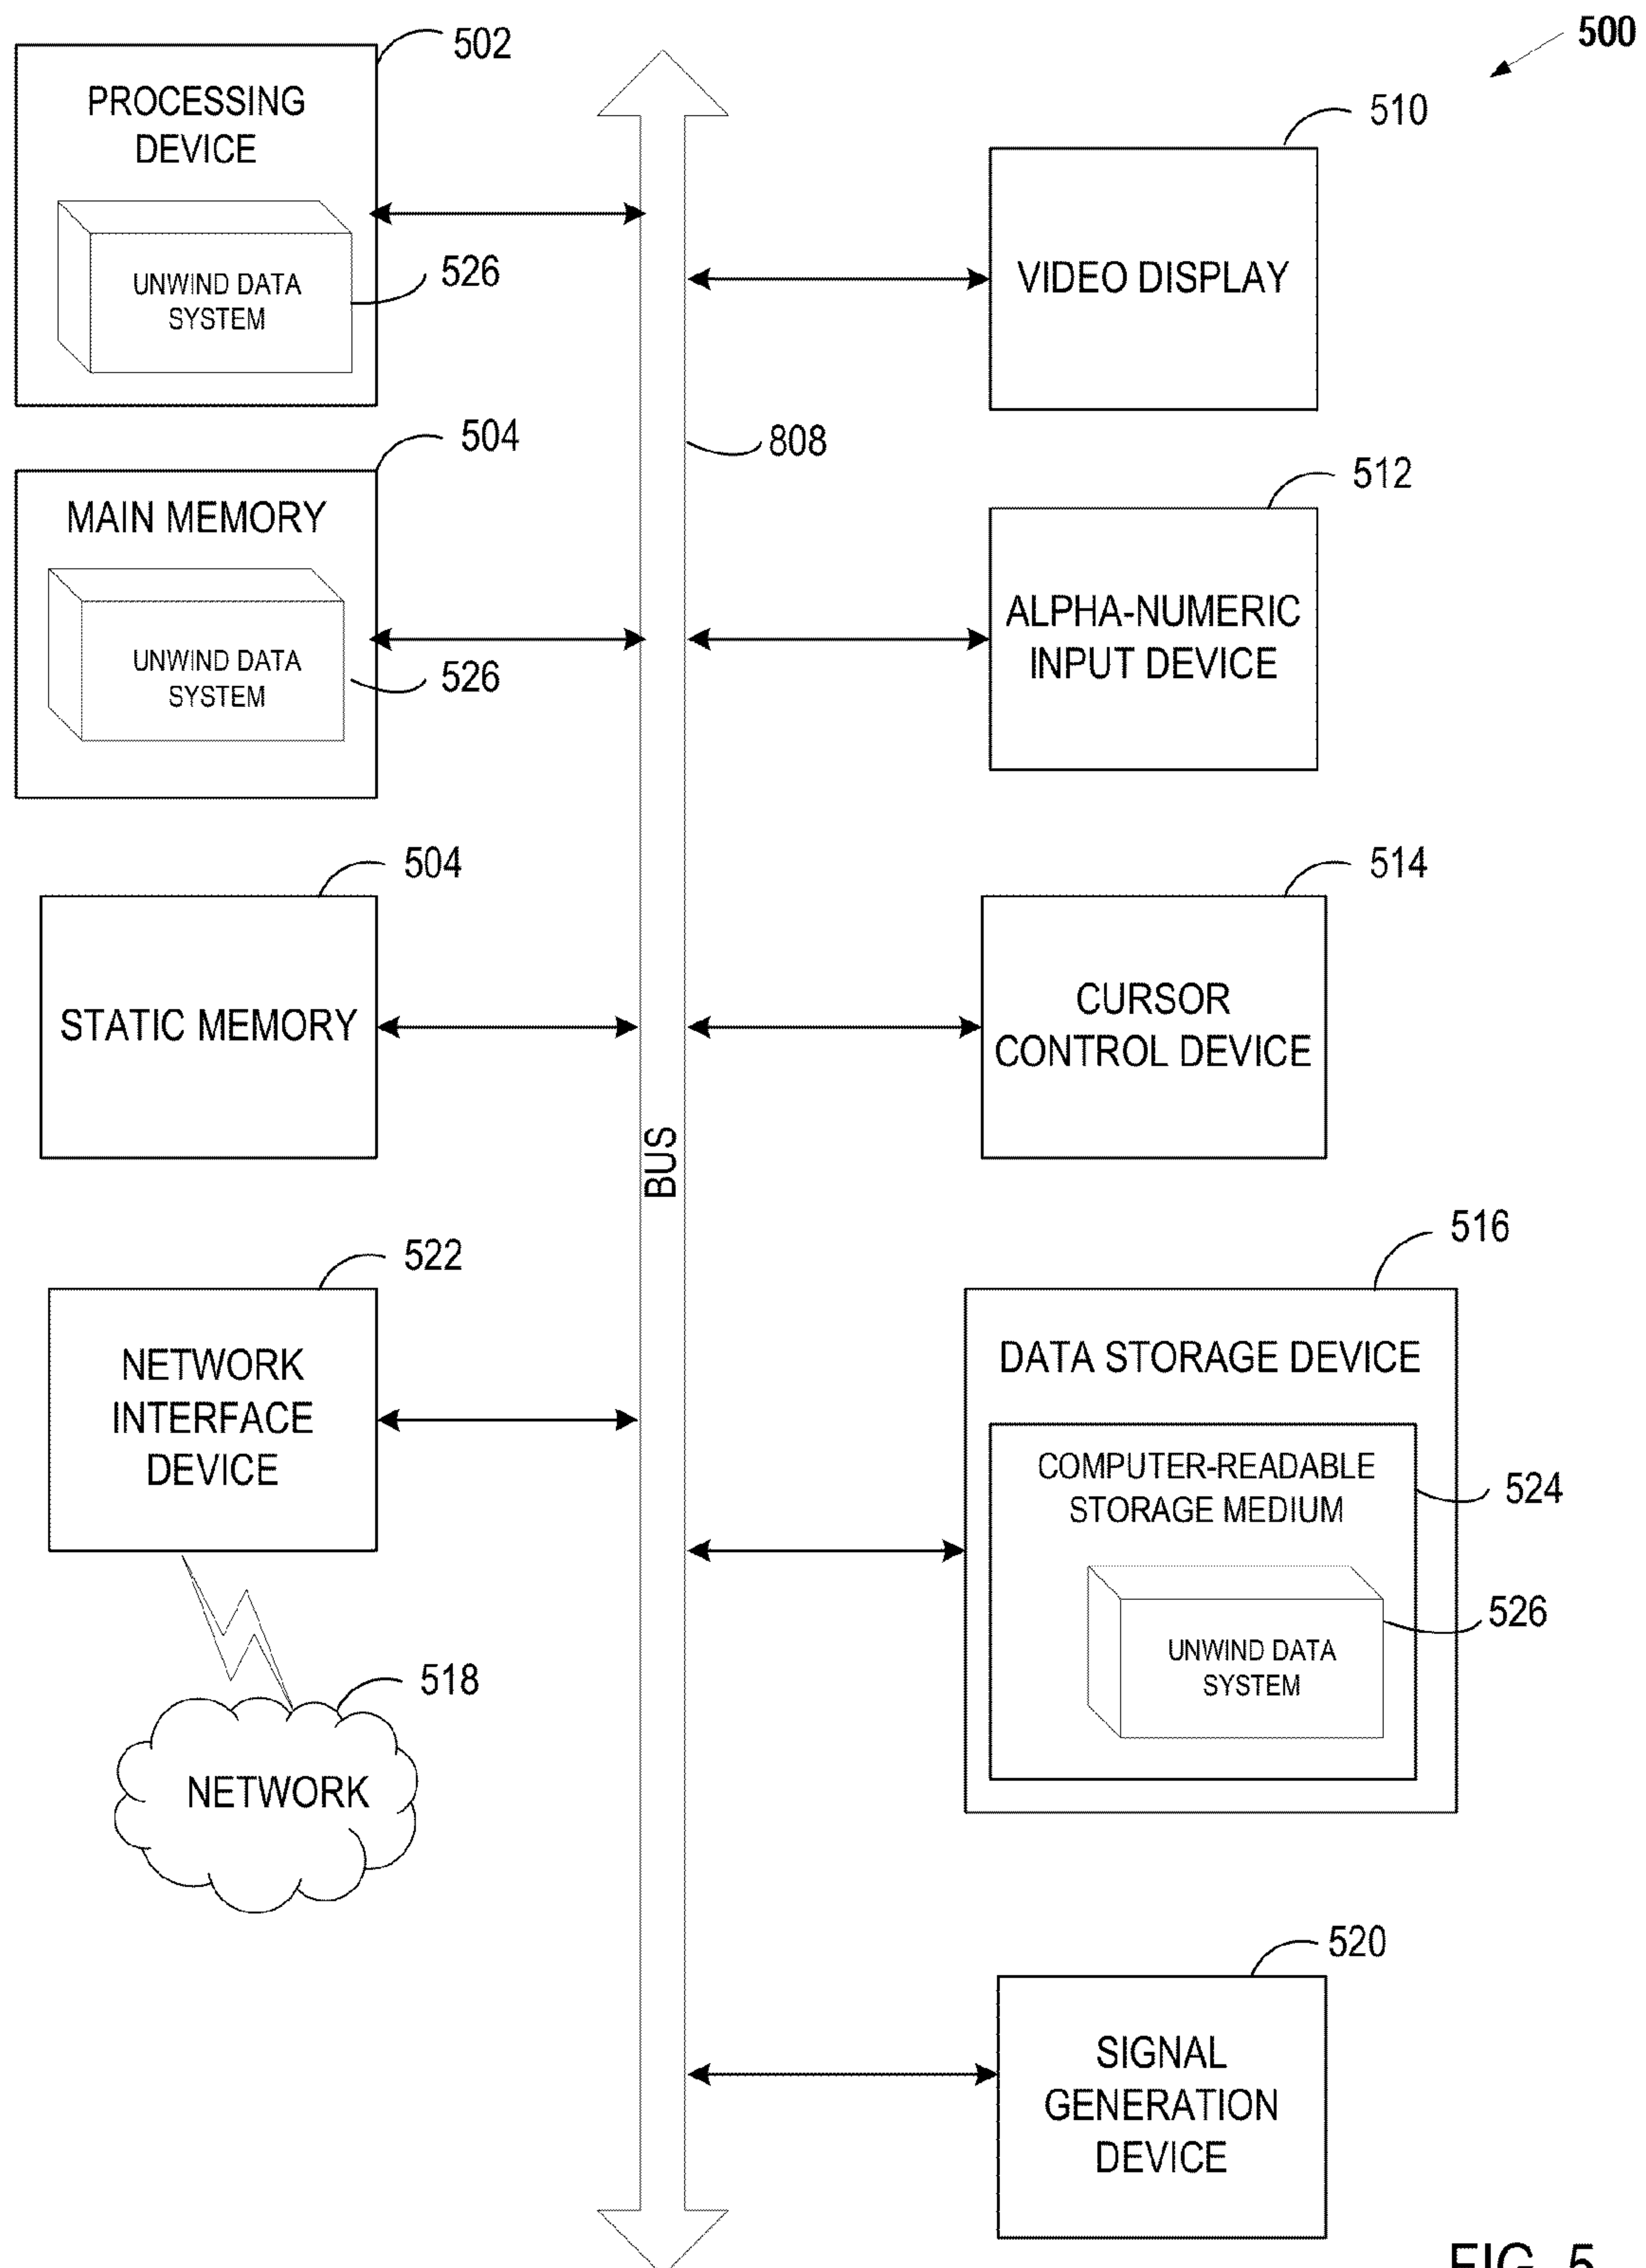 500
502
PROCESSING
DEVICE
UNWIND DATA
SYSTEM
526
510
VIDEO DISPLAY
808
504
MAIN MEMORY
UNWIND DATA
SYSTEM
526
512
ALPHA-NUMERIC
INPUT DEVICE
504
STATIC MEMORY
514
CURSOR
CONTROL DEVICE
BUS
522
NETWORK
INTERFACE
DEVICE
516
DATA STORAGE DEVICE
COMPUTER-READABLE
STORAGE MEDIUM
524
UNWIND DATA
SYSTEM
526
518
NETWORK
520
SIGNAL
GENERATION
DEVICE
FIG. 5